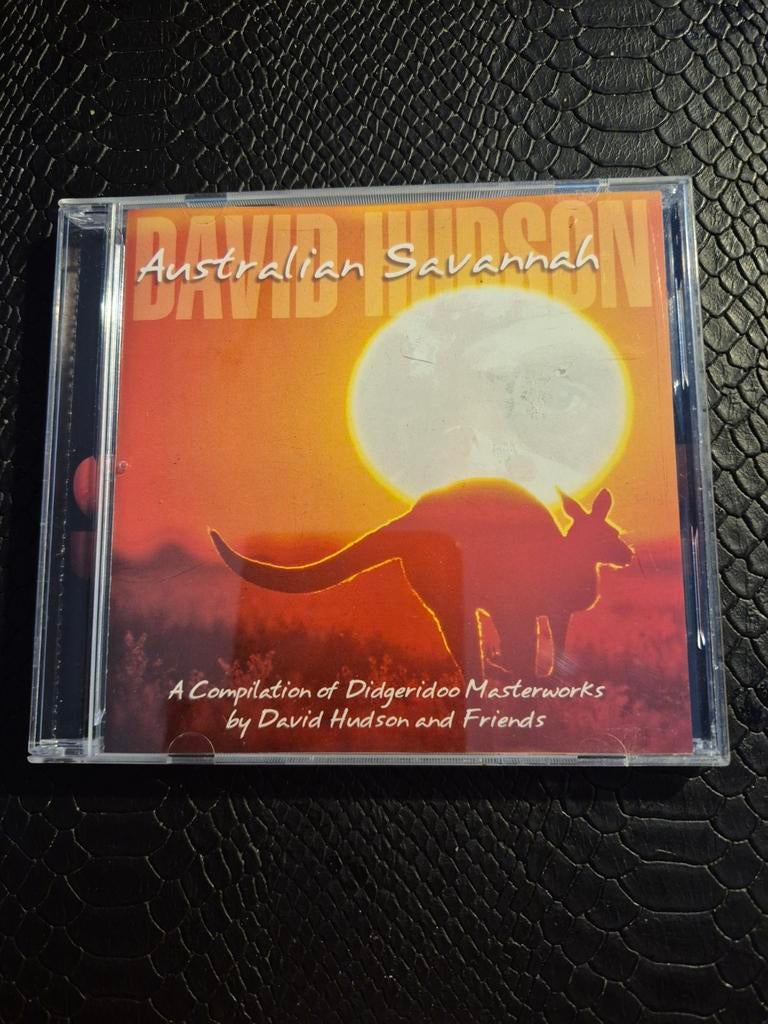 DAVID HUDSON
Australian Savannah
A Compilation of Didgeridoo Masterworks
by David Hudson and Friends